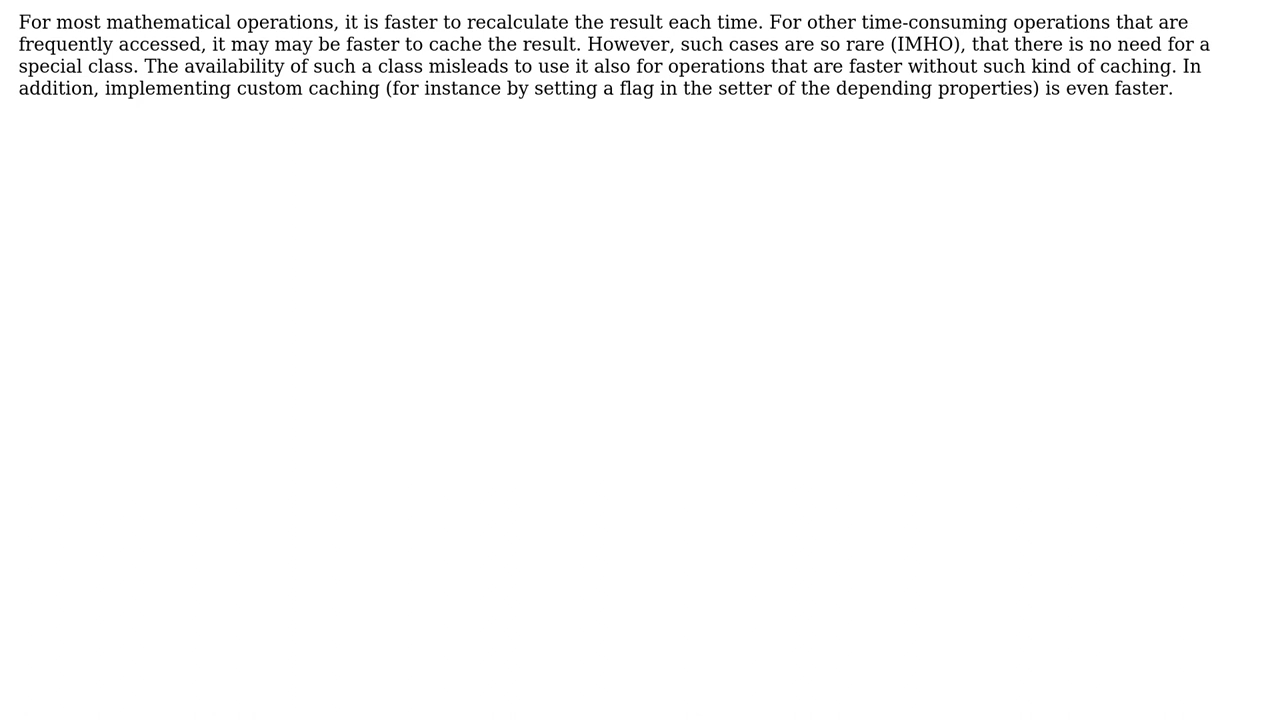 For most mathematical operations, it is faster to recalculate the result each time. For other time-consuming operations that are
frequently accessed, it may may be faster to cache the result. However, such cases are so rare (IMHO), that there is no need for a
special class. The availability of such a class misleads to use it also for operations that are faster without such kind of caching. In
addition, implementing custom caching (for instance by setting a flag in the setter of the depending properties) is even faster.